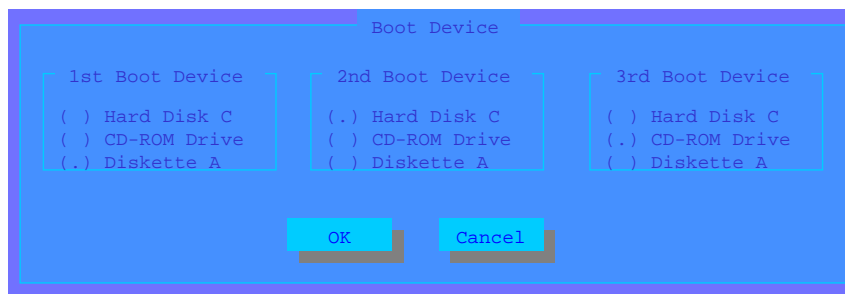 Boot Device
1st Boot Device
( ) Hard Disk C
( ) CD-ROM Drive
(.) Diskette A
2nd Boot Device
(.) Hard Disk C
( ) CD-ROM Drive
( ) Diskette A
3rd Boot Device
( ) Hard Disk C
(.) CD-ROM Drive
( ) Diskette A
OK
Cancel